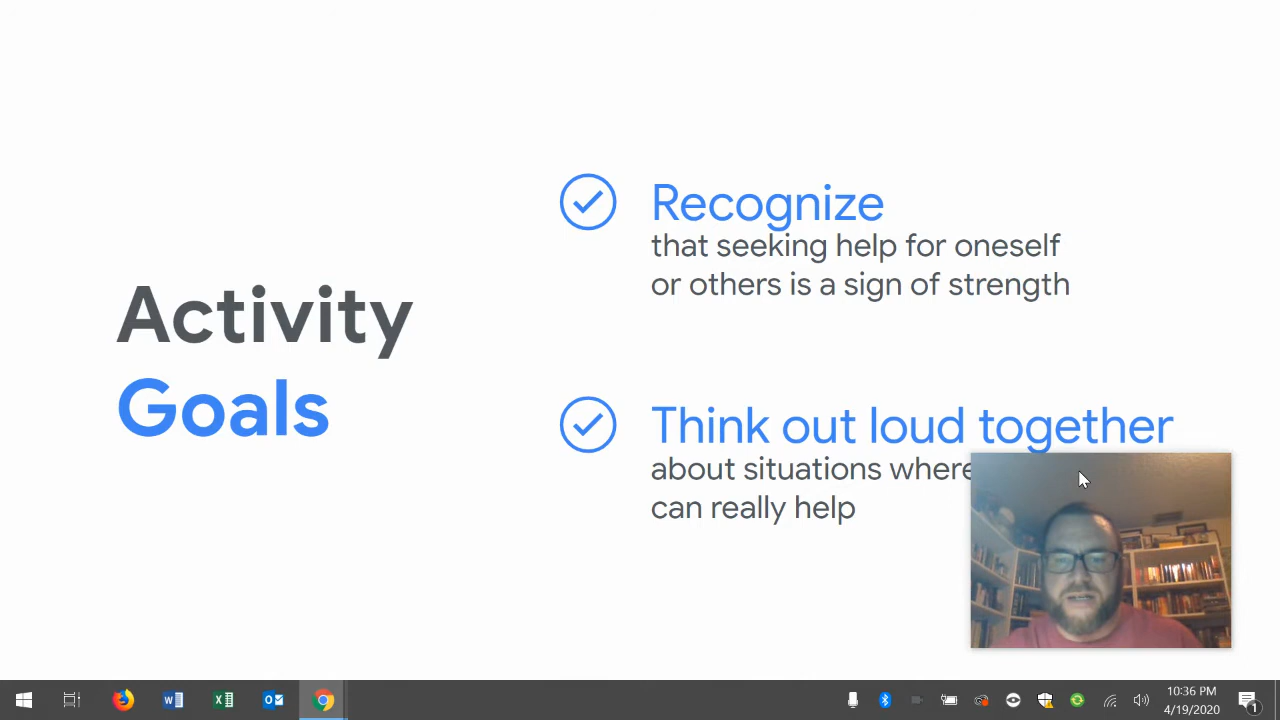 Activity
Goals
Recognize
that seeking help for oneself
or others is a sign of strength
Think out loud together
about situations where
can really help
10:36 PM
4/19/2020
1